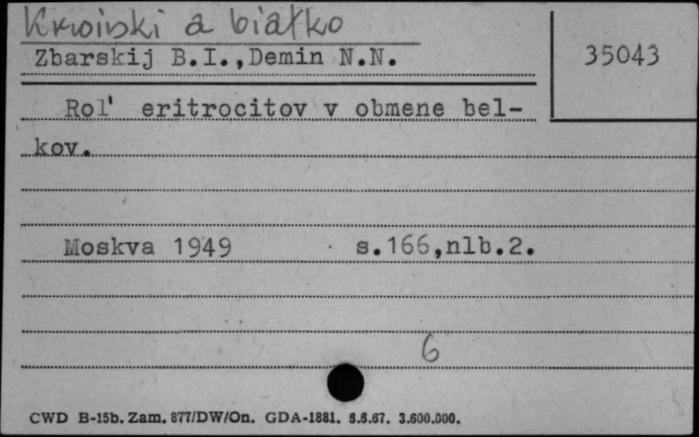 Krwinki a białko
Zbarskij B.I.,Demin N.N.
35043
Rol' eritrocitov v obmene bel-
kov.
Moskva 1949 s.166,nlb.2.
6
CWD B-15b. Zam. 877/DW/On. GDA-1881. 8.6.67. 3.600.000.